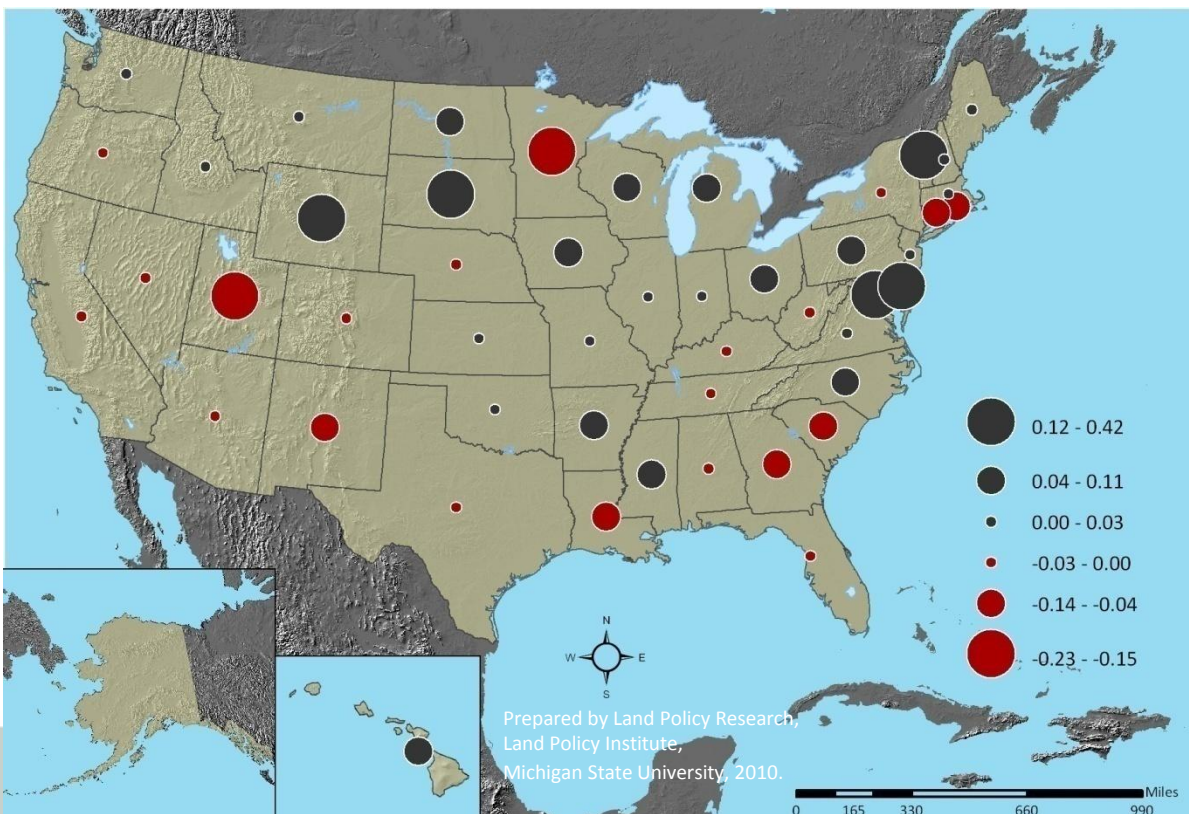 0.12 - 0.42
0.04 - 0.11
0.00 - 0.03
-0.03 - 0.00
-0.14 - -0.04
-0.23 - -0.15
N
W E
S
Prepared by Land Policy Research,
Land Policy Institute,
Michigan State University, 2010.
Miles
0 165 330 660 990